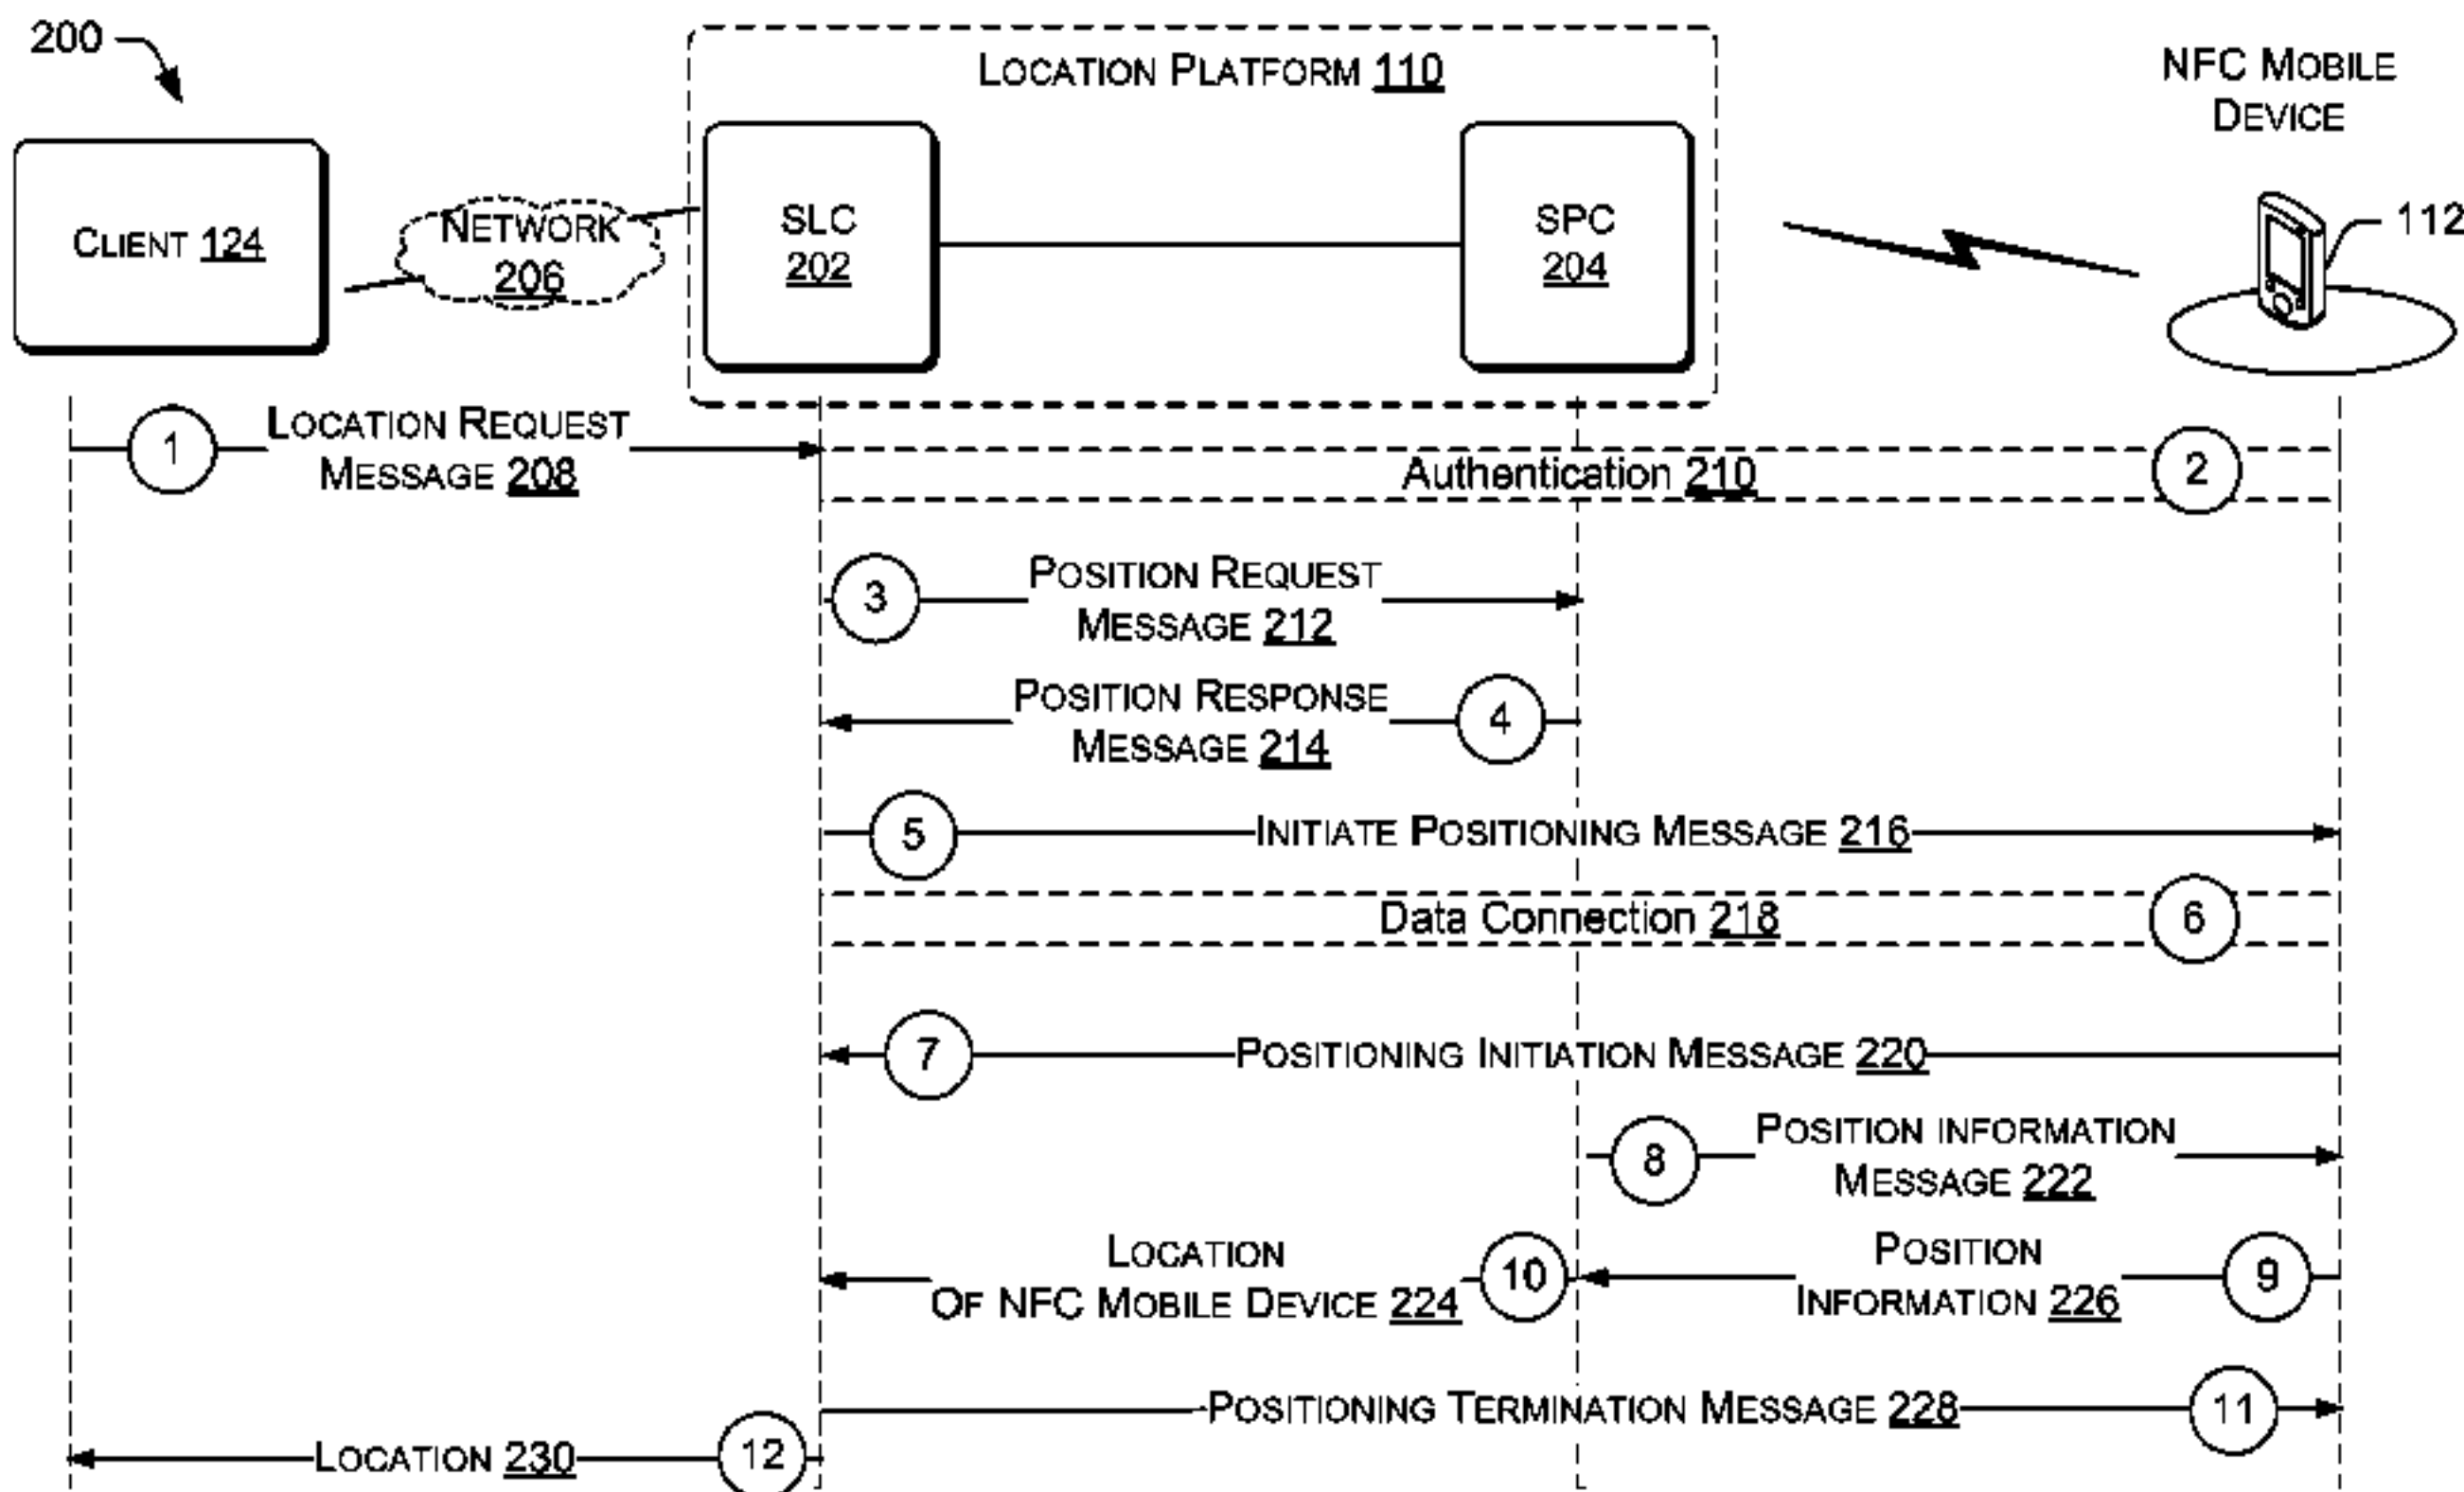 200
LOCATION PLATFORM 110
NFC MOBILE
DEVICE
CLIENT 124
NETWORK
206
SLC
202
SPC
204
112
1
LOCATION REQUEST
MESSAGE 208
Authentication 210
2
3
POSITION REQUEST
MESSAGE 212
POSITION RESPONSE
MESSAGE 214
4
5
INITIATE POSITIONING MESSAGE 216
Data Connection 218
6
7
POSITIONING INITIATION MESSAGE 220
8
POSITION INFORMATION
MESSAGE 222
LOCATION
OF NFC MOBILE DEVICE 224
10
POSITION
INFORMATION 226
9
POSITIONING TERMINATION MESSAGE 228
11
LOCATION 230
12